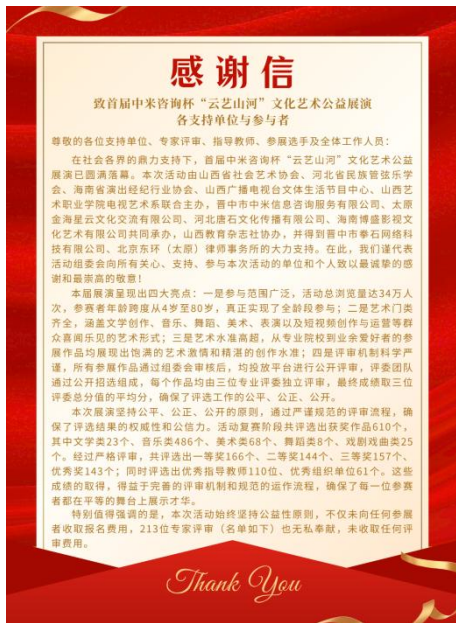 感谢信
致首届中米咨询杯“云艺山河”文化艺术公益展演
各支持单位与参与者
尊敬的各位支持单位、专家评审、指导教师、参展选手及全体工作人员：
在社会各界的鼎力支持下，首届中米咨询杯“云艺山河”文化艺术公益
展演已圆满落幕。本次活动由山西省社会艺术协会、河北省民族管弦乐学
会、海南省演出经纪行业协会、山西广播电视台文体生活节目中心、山西艺
术职业学院电视艺术系联合主办，晋中市中米信息咨询服务有限公司、太原
金海星云文化交流有限公司、河北唐石文化传播有限公司、海南博盛影视文
化艺术有限公司共同承办，山西教育杂志社协办，并得到晋中市拳石网络科
技有限公司、北京东环（太原）律师事务所的大力支持。在此，我们谨代表
活动组委会向所有关心、支持、参与本次活动的单位和个人致以最诚挚的感
谢和最崇高的敬意！
本届展演呈现出四大亮点：一是参与范围广泛，活动总浏览量达34万人
次，参赛者年龄跨度从4岁至80岁，真正实现了全龄段参与；二是艺术门类
齐全，涵盖文学创作、音乐、舞蹈、美术、表演以及短视频创作与运营等群
众喜闻乐见的艺术形式；三是艺术水准高超，从专业院校到业余爱好者的参
展作品均展现出饱满的艺术激情和精湛的创作水准；四是评审机制科学严
谨，所有参展作品通过组委会审核后，均投放平台进行公开评审，评委团队
通过公开招选组成，每个作品均由三位专业评委独立评审，最终成绩取三位
评委总分值的平均分，确保了评选工作的公平、公正、公开。
本次展演坚持公平、公正、公开的原则，通过严谨规范的评审流程，确
保了评选结果的权威性和公信力。活动复赛阶段共评选出获奖作品610个，
其中文学类23个、音乐类486个、美术类68个、舞蹈类8个、戏剧戏曲类25
个。经过严格评审，共评选出一等奖166个、二等奖144个、三等奖157个、
优秀奖143个；同时评选出优秀指导教师110位、优秀组织单位61个。这些
成绩的取得，得益于完善的评审机制和规范的运作流程，确保了每一位参赛
者都在平等的舞台上展示才华。
特别值得强调的是，本次活动始终坚持公益性原则，不仅未向任何参展
者收取报名费用，213位专家评审（名单如下）也无私奉献，未收取任何评
审费用。
Thank You